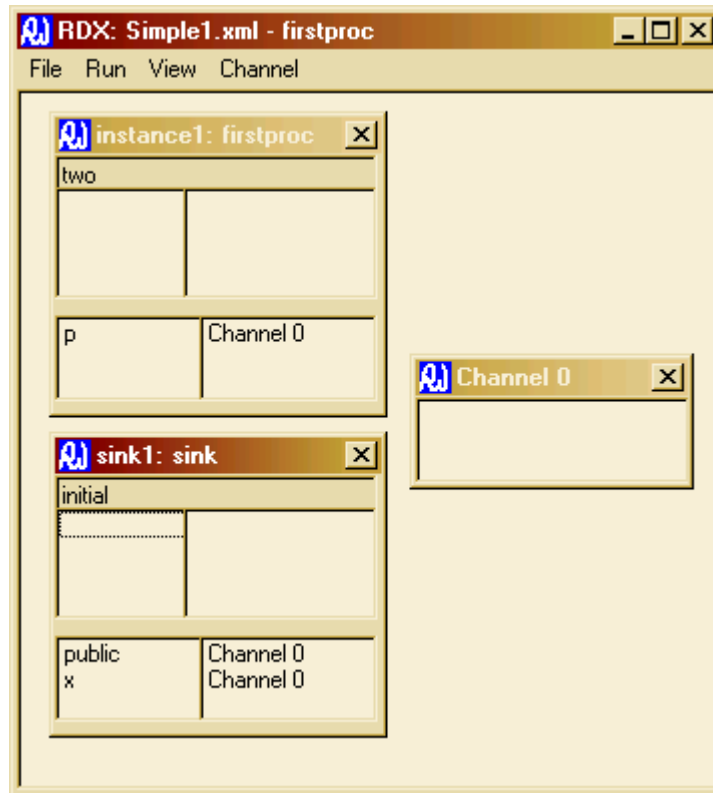 RDX: Simple1.xml - firstproc
File Run View Channel
instance1: firstproc
two
p Channel 0
Channel 0
sink1: sink
initial
public Channel 0
x Channel 0